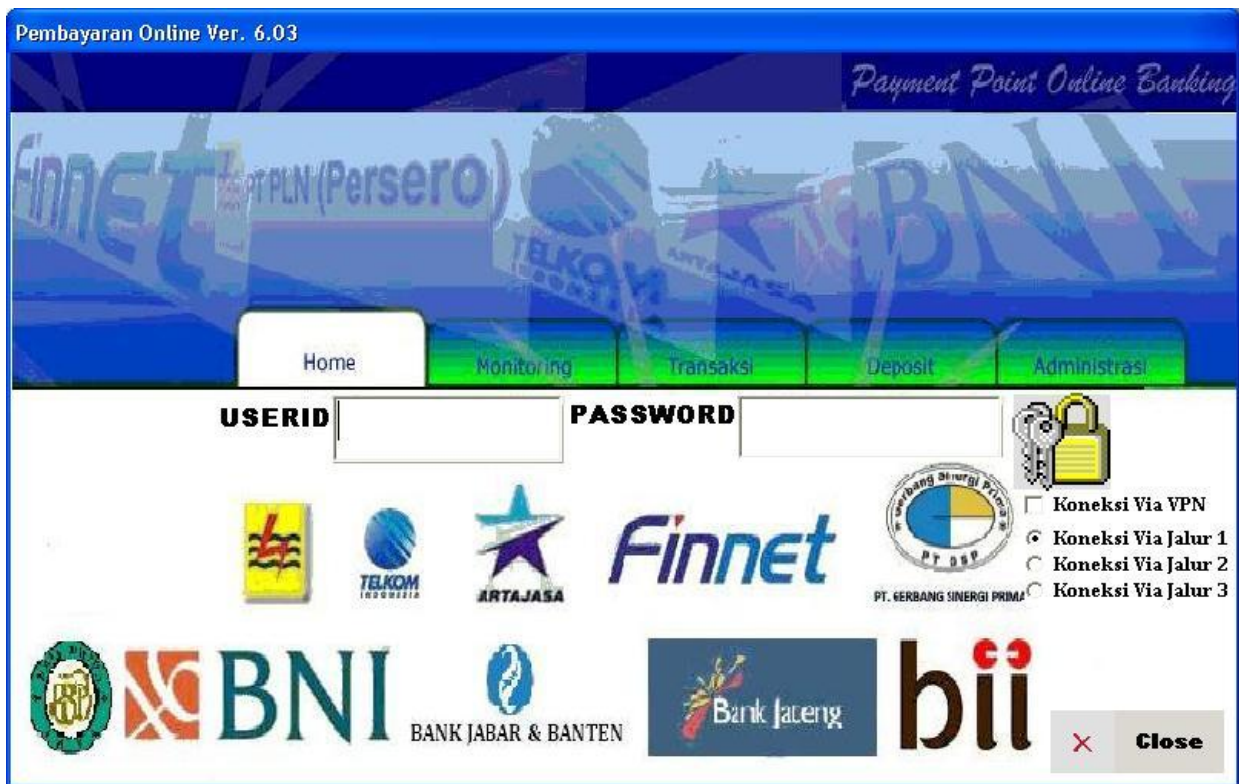 Pembayaran Online Ver. 6.03
Payment Point Online Banking
Finnet PT PLN (Persero) BNI
TELKOM
ARTAJASA
Home Monitoring Transaksi Deposit Administrasi
USERID PASSWORD
Koneksi Via VPN
Koneksi Via Jalur 1
Koneksi Via Jalur 2
Koneksi Via Jalur 3
TELKOM
INDONESIA
ARTAJASA
Finnet
PT. GERBANG SINERGI PRIMA
BNI
BANK JABAR & BANTEN
Bank Jateng
bii
Close